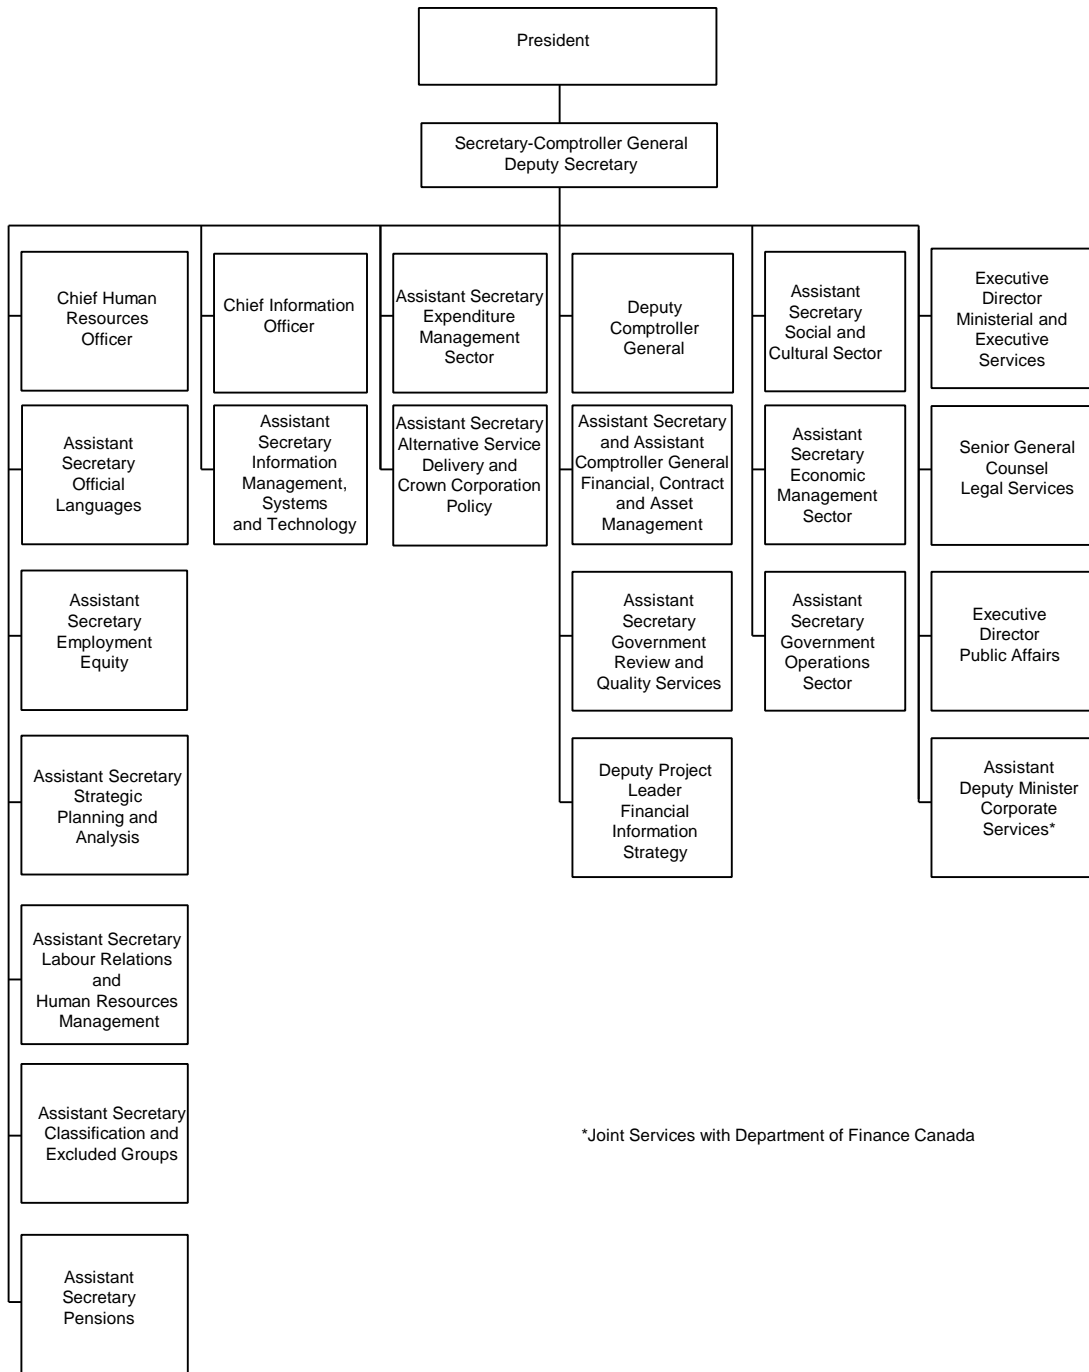 President
Secretary-Comptroller General
Deputy Secretary
Chief Human
Resources
Officer
Chief Information
Officer
Assistant Secretary
Expenditure
Management
Sector
Deputy
Comptroller
General
Assistant
Secretary
Social and
Cultural Sector
Executive
Director
Ministerial and
Executive
Services
Assistant
Secretary
Official
Languages
Assistant
Secretary
Information
Management,
Systems
and Technology
Assistant Secretary
Alternative Service
Delivery and
Crown Corporation
Policy
Assistant Secretary
and Assistant
Comptroller General
Financial, Contract
and Asset
Management
Assistant
Secretary
Economic
Management
Sector
Senior General
Counsel
Legal Services
Assistant
Secretary
Employment
Equity
Assistant
Secretary
Government
Review and
Quality Services
Assistant
Secretary
Government
Operations
Sector
Executive
Director
Public Affairs
Assistant Secretary
Strategic
Planning and
Analysis
Deputy Project
Leader
Financial
Information
Strategy
Assistant
Deputy Minister
Corporate
Services*
Assistant Secretary
Labour Relations
and
Human Resources
Management
Assistant Secretary
Classification and
Excluded Groups
*Joint Services with Department of Finance Canada
Assistant
Secretary
Pensions